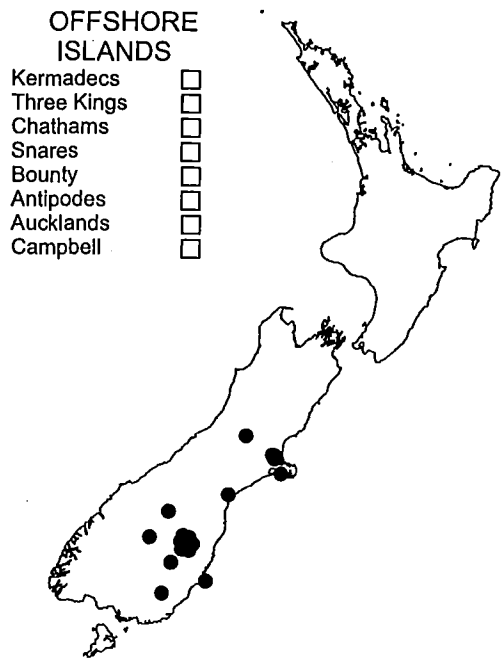 OFFSHORE
ISLANDS
Kermadecs
Three Kings
Chathams
Snares
Bounty
Antipodes
Aucklands
Campbell